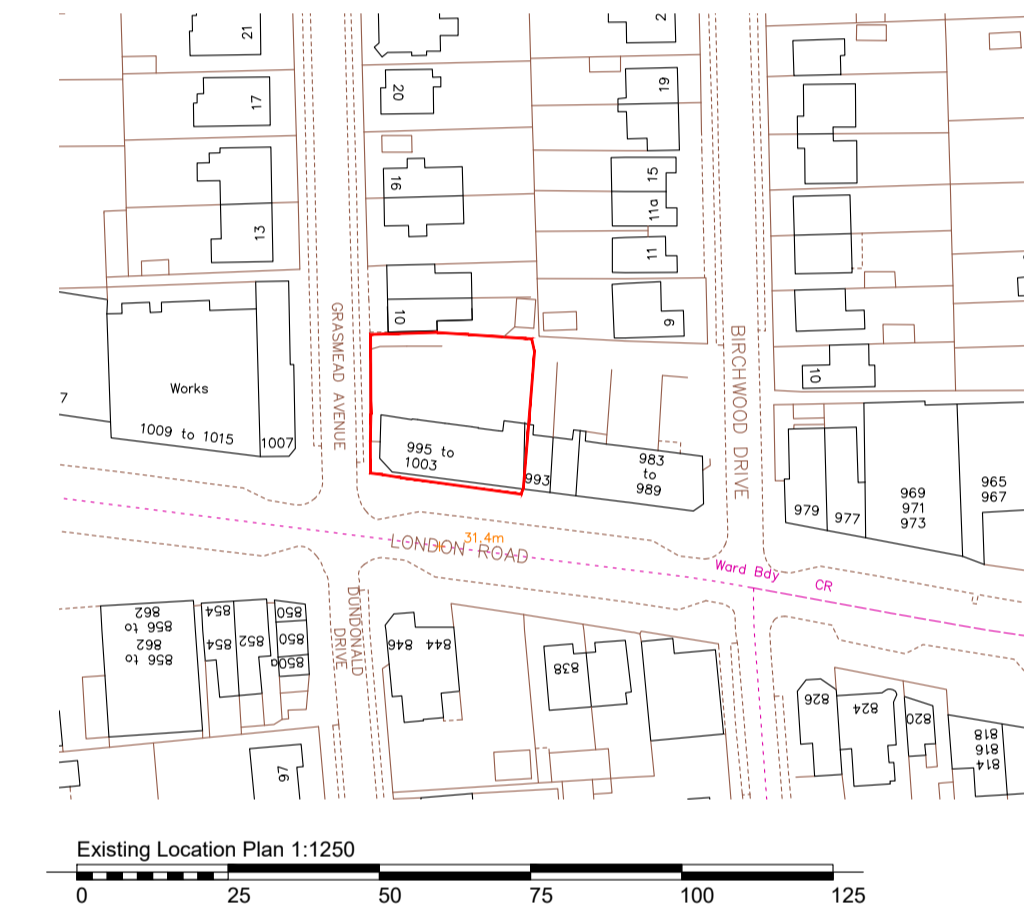 21
2
17
20
19
16
15
11a
13
11
10
9
GRASMEAD AVENUE
BIRCHWOOD DRIVE
10
7
Works
1009 to 1015
1007
995 to
1003
993
983
to
989
979
977
969
971
973
965
967
31.4m
LONDON ROAD
Ward Bdy
CR
DUNDONALD
DRIVE
862
856 to
862
856 to
854
854
852
850
850
850a
846
844
838
826
824
820
818
816
814
97
Existing Location Plan 1:1250
0 25 50 75 100 125